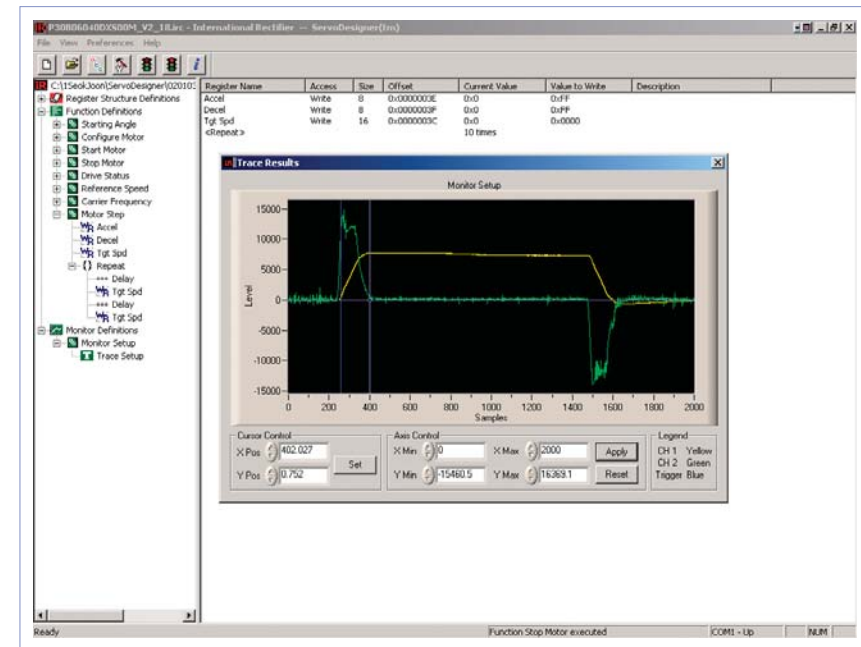 P30B06040DXS00M_V2_18.irc - International Rectifier -- ServoDesigner(tm)
File View Preferences Help
C:\1SeokJoon\ServoDesigner\020103
Register Structure Definitions
Function Definitions
Starting Angle
Configure Motor
Start Motor
Stop Motor
Drive Status
Reference Speed
Carrier Frequency
Motor Step
Accel
Decel
Tgt Spd
Repeat
Delay
Tgt Spd
Delay
Tgt Spd
Monitor Definitions
Monitor Setup
Trace Setup
Register Name Access Size Offset Current Value Value to Write Description
Accel Write 8 0x0000003E 0x0 0xFF
Decel Write 8 0x0000003F 0x0 0xFF
Tgt Spd Write 16 0x0000003C 0x0 0x0000
<Repeat> 10 times
Trace Results
Monitor Setup
15000
10000
5000
0
-5000
-10000
-15000
Level
0 200 400 600 800 1000 1200 1400 1600 1800 2000
Samples
Cursor Control
X Pos 402.027
Y Pos 0.752
Set
Axis Control
X Min 0 X Max 2000 Apply
Y Min -15460.5 Y Max 16369.1 Reset
Legend
CH 1 Yellow
CH 2 Green
Trigger Blue
Ready Function Stop Motor executed COM1 - Up NUM